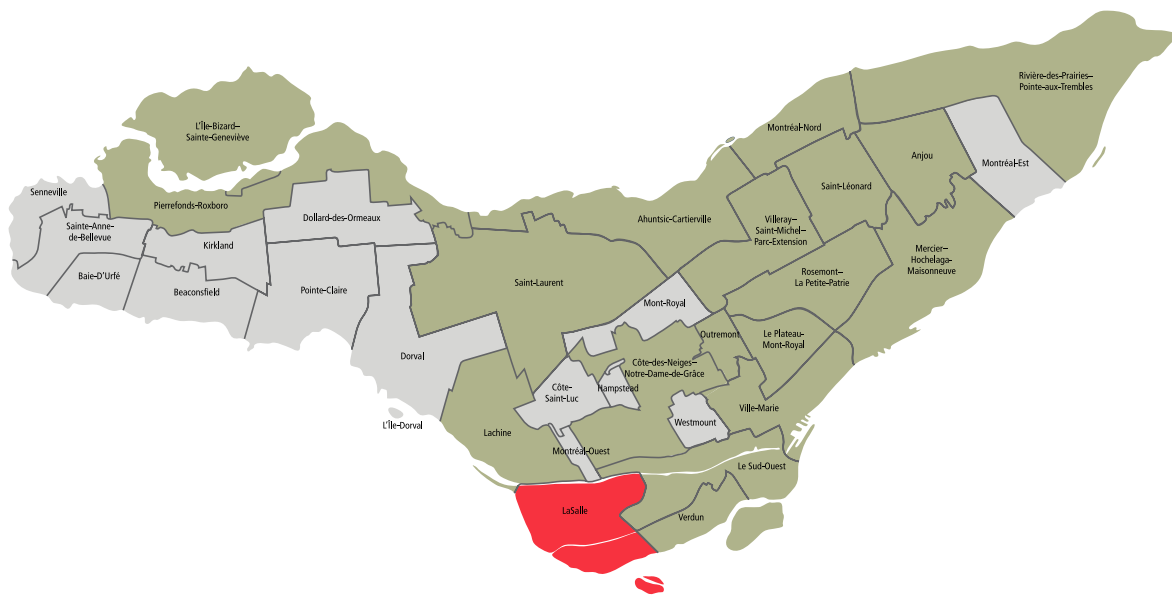 L'Île-Bizard–
Sainte-Geneviève
Rivière-des-Prairies–
Pointe-aux-Trembles
Montréal-Nord
Anjou
Montréal-Est
Senneville
Saint-Léonard
Pierrefonds-Roxboro
Dollard-des-Ormeaux
Ahuntsic-Cartierville
Villeray–
Saint-Michel–
Parc-Extension
Sainte-Anne-
de-Bellevue
Kirkland
Mercier–
Hochelaga-
Maisonneuve
Baie-D'Urfé
Beaconsfield
Pointe-Claire
Saint-Laurent
Rosemont–
La Petite-Patrie
Mont-Royal
Outremont
Le Plateau-
Mont-Royal
Dorval
Côte-des-Neiges–
Notre-Dame-de-Grâce
Côte-
Saint-Luc
Hampstead
Ville-Marie
L'Île-Dorval
Westmount
Lachine
Montréal-Ouest
Le Sud-Ouest
LaSalle
Verdun